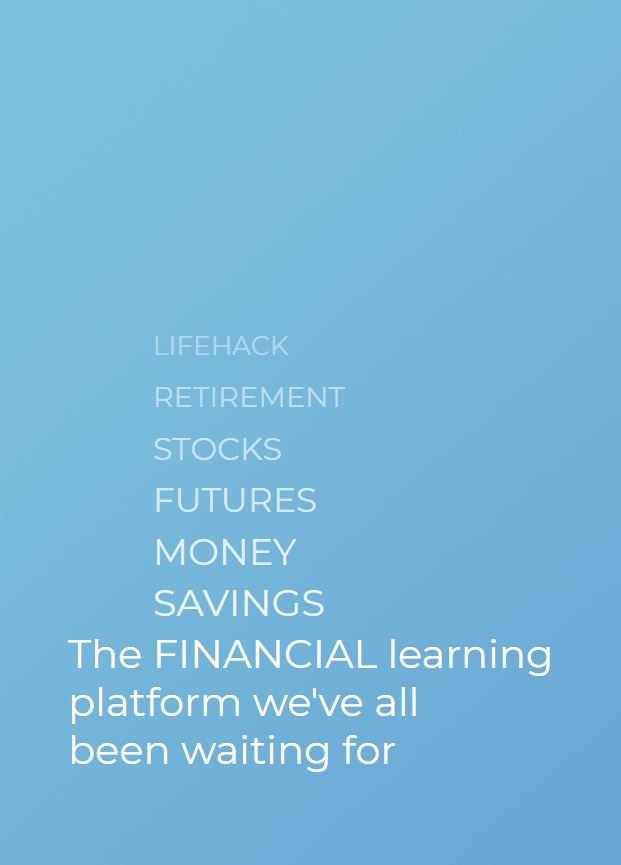 LIFEHACK
RETIREMENT
STOCKS
FUTURES
MONEY
SAVINGS
The FINANCIAL learning
platform we've all
been waiting for